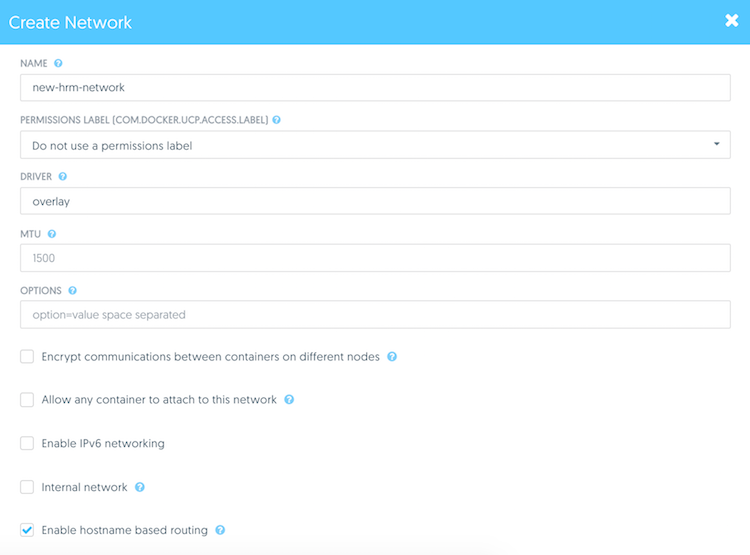 Create Network
NAME
new-hrm-network
PERMISSIONS LABEL (COM.DOCKER.UCP.ACCESS.LABEL)
Do not use a permissions label
DRIVER
overlay
MTU
1500
OPTIONS
option=value space separated
Encrypt communications between containers on different nodes
Allow any container to attach to this network
Enable IPv6 networking
Internal network
Enable hostname based routing